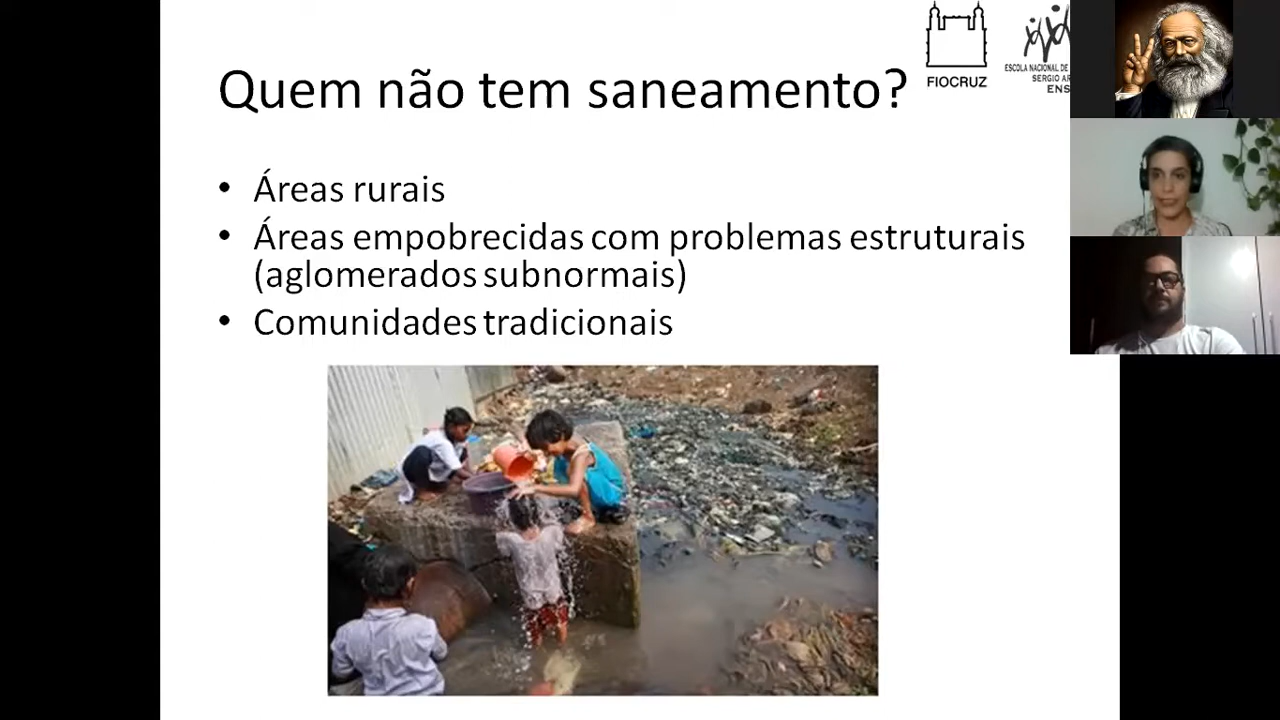 Quem não tem saneamento?
FIOCRUZ
ESCOLA NACIONAL DE
SERGIO AR
ENS
• Áreas rurais
• Áreas empobrecidas com problemas estruturais
(aglomerados subnormais)
• Comunidades tradicionais